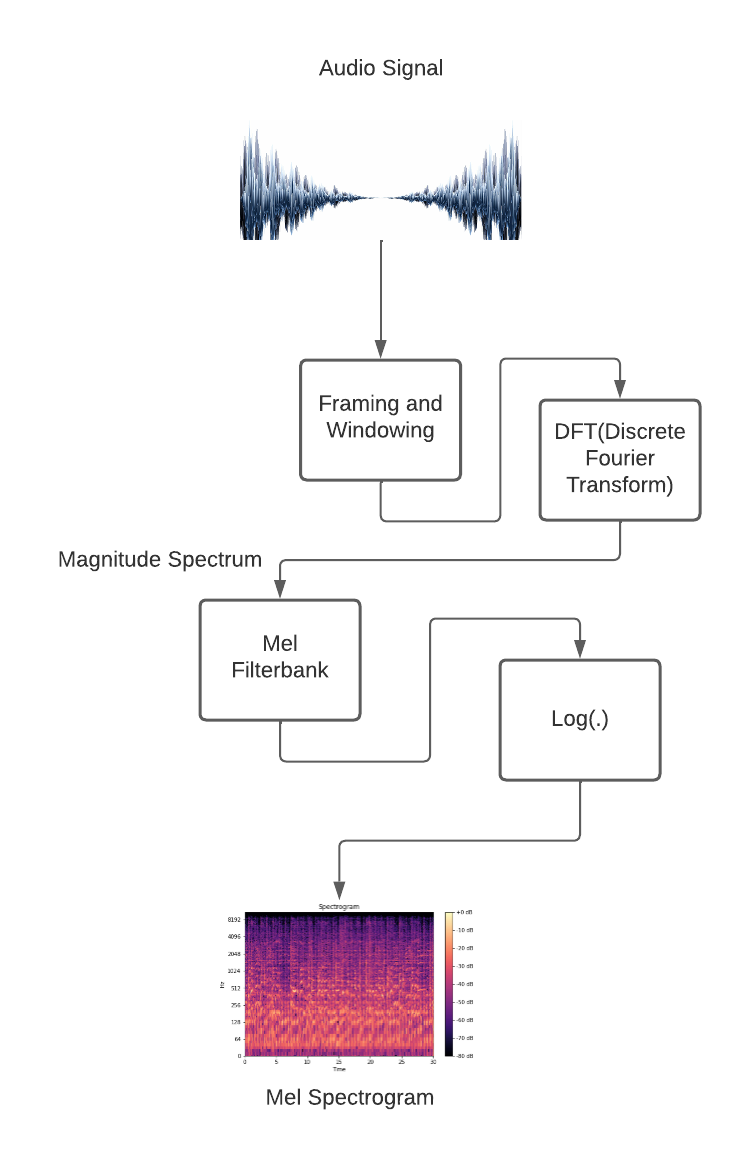 Audio Signal
Framing and
Windowing
DFT(Discrete
Fourier
Transform)
Magnitude Spectrum
Mel
Filterbank
Log(.)
Spectrogram
8192
4096
2048
1024
512
256
128
64
0
Hz
0 5 10 15 20 25 30
Time
+0 dB
-10 dB
-20 dB
-30 dB
-40 dB
-50 dB
-60 dB
-70 dB
-80 dB
Mel Spectrogram